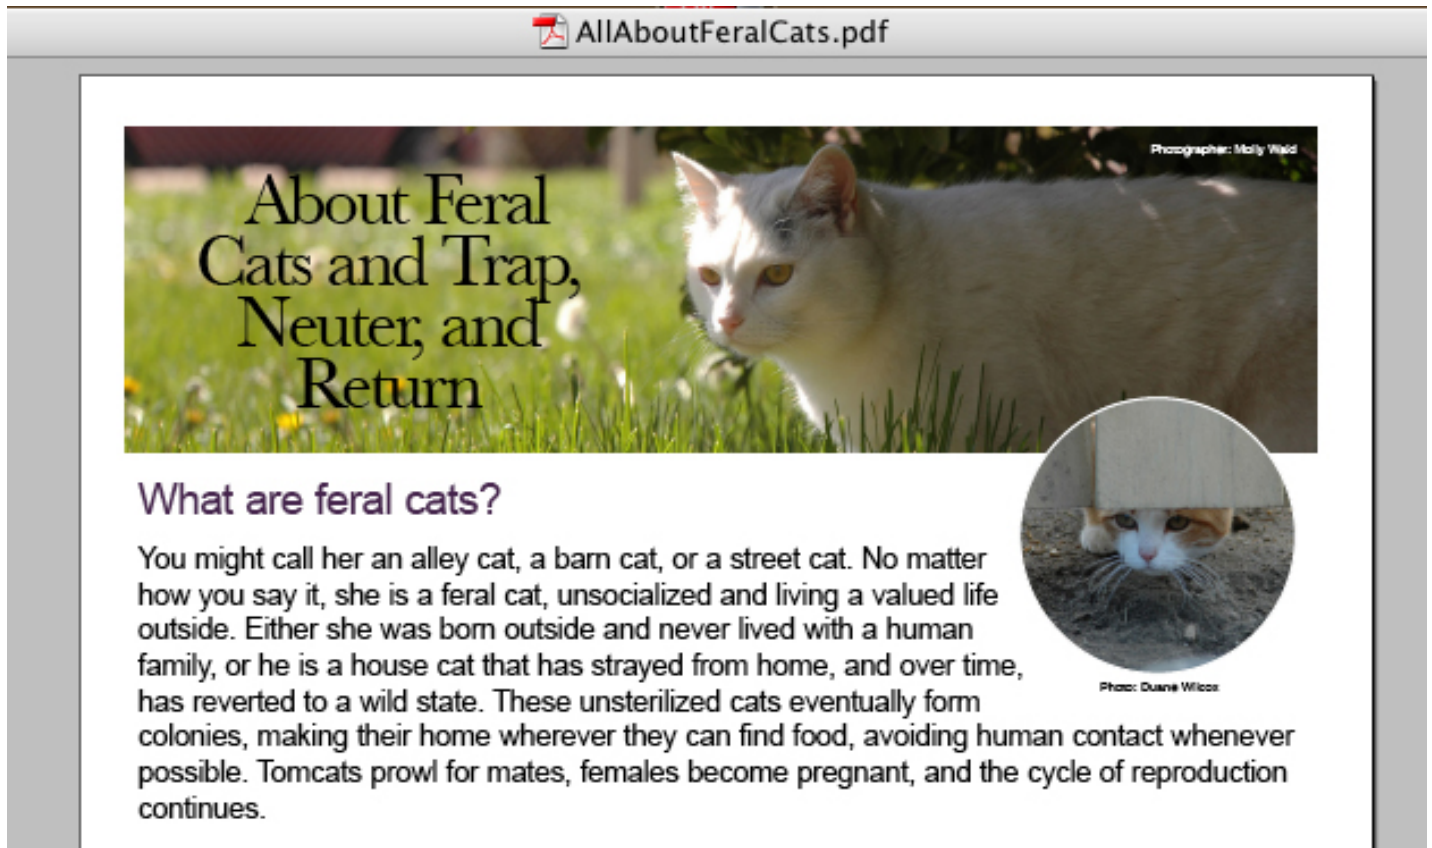 AllAboutFeralCats.pdf
Photographer: Molly Wald
About Feral
Cats and Trap,
Neuter, and
Return
What are feral cats?
You might call her an alley cat, a barn cat, or a street cat. No matter
how you say it, she is a feral cat, unsocialized and living a valued life
outside. Either she was born outside and never lived with a human
family, or he is a house cat that has strayed from home, and over time,
has reverted to a wild state. These unsterilized cats eventually form
colonies, making their home wherever they can find food, avoiding human contact whenever
possible. Tomcats prowl for mates, females become pregnant, and the cycle of reproduction
continues.
Photo: Duane Wilcox